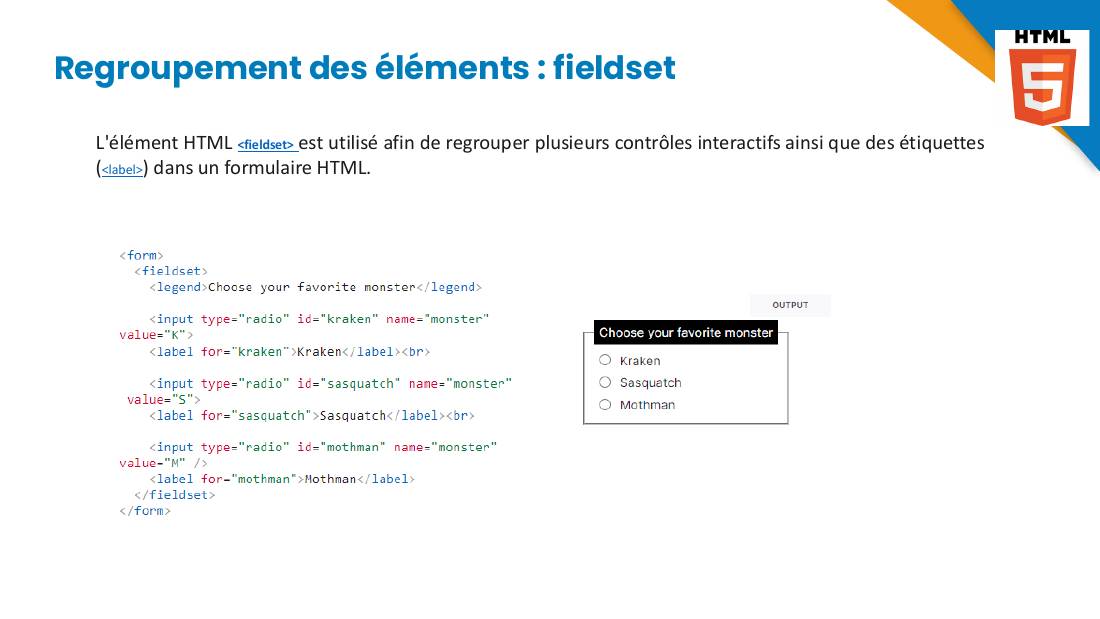 HTML
5
Regroupement des éléments : fieldset
L'élément HTML <fieldset> est utilisé afin de regrouper plusieurs contrôles interactifs ainsi que des étiquettes
(<label>) dans un formulaire HTML.
<form>
<fieldset>
<legend>Choose your favorite monster</legend>
<input type="radio" id="kraken" name="monster"
value="K">
<label for="kraken">Kraken</label><br>
<input type="radio" id="sasquatch" name="monster"
value="S">
<label for="sasquatch">Sasquatch</label><br>
<input type="radio" id="mothman" name="monster"
value="M" />
<label for="mothman">Mothman</label>
</fieldset>
</form>
OUTPUT
Choose your favorite monster
Kraken
Sasquatch
Mothman